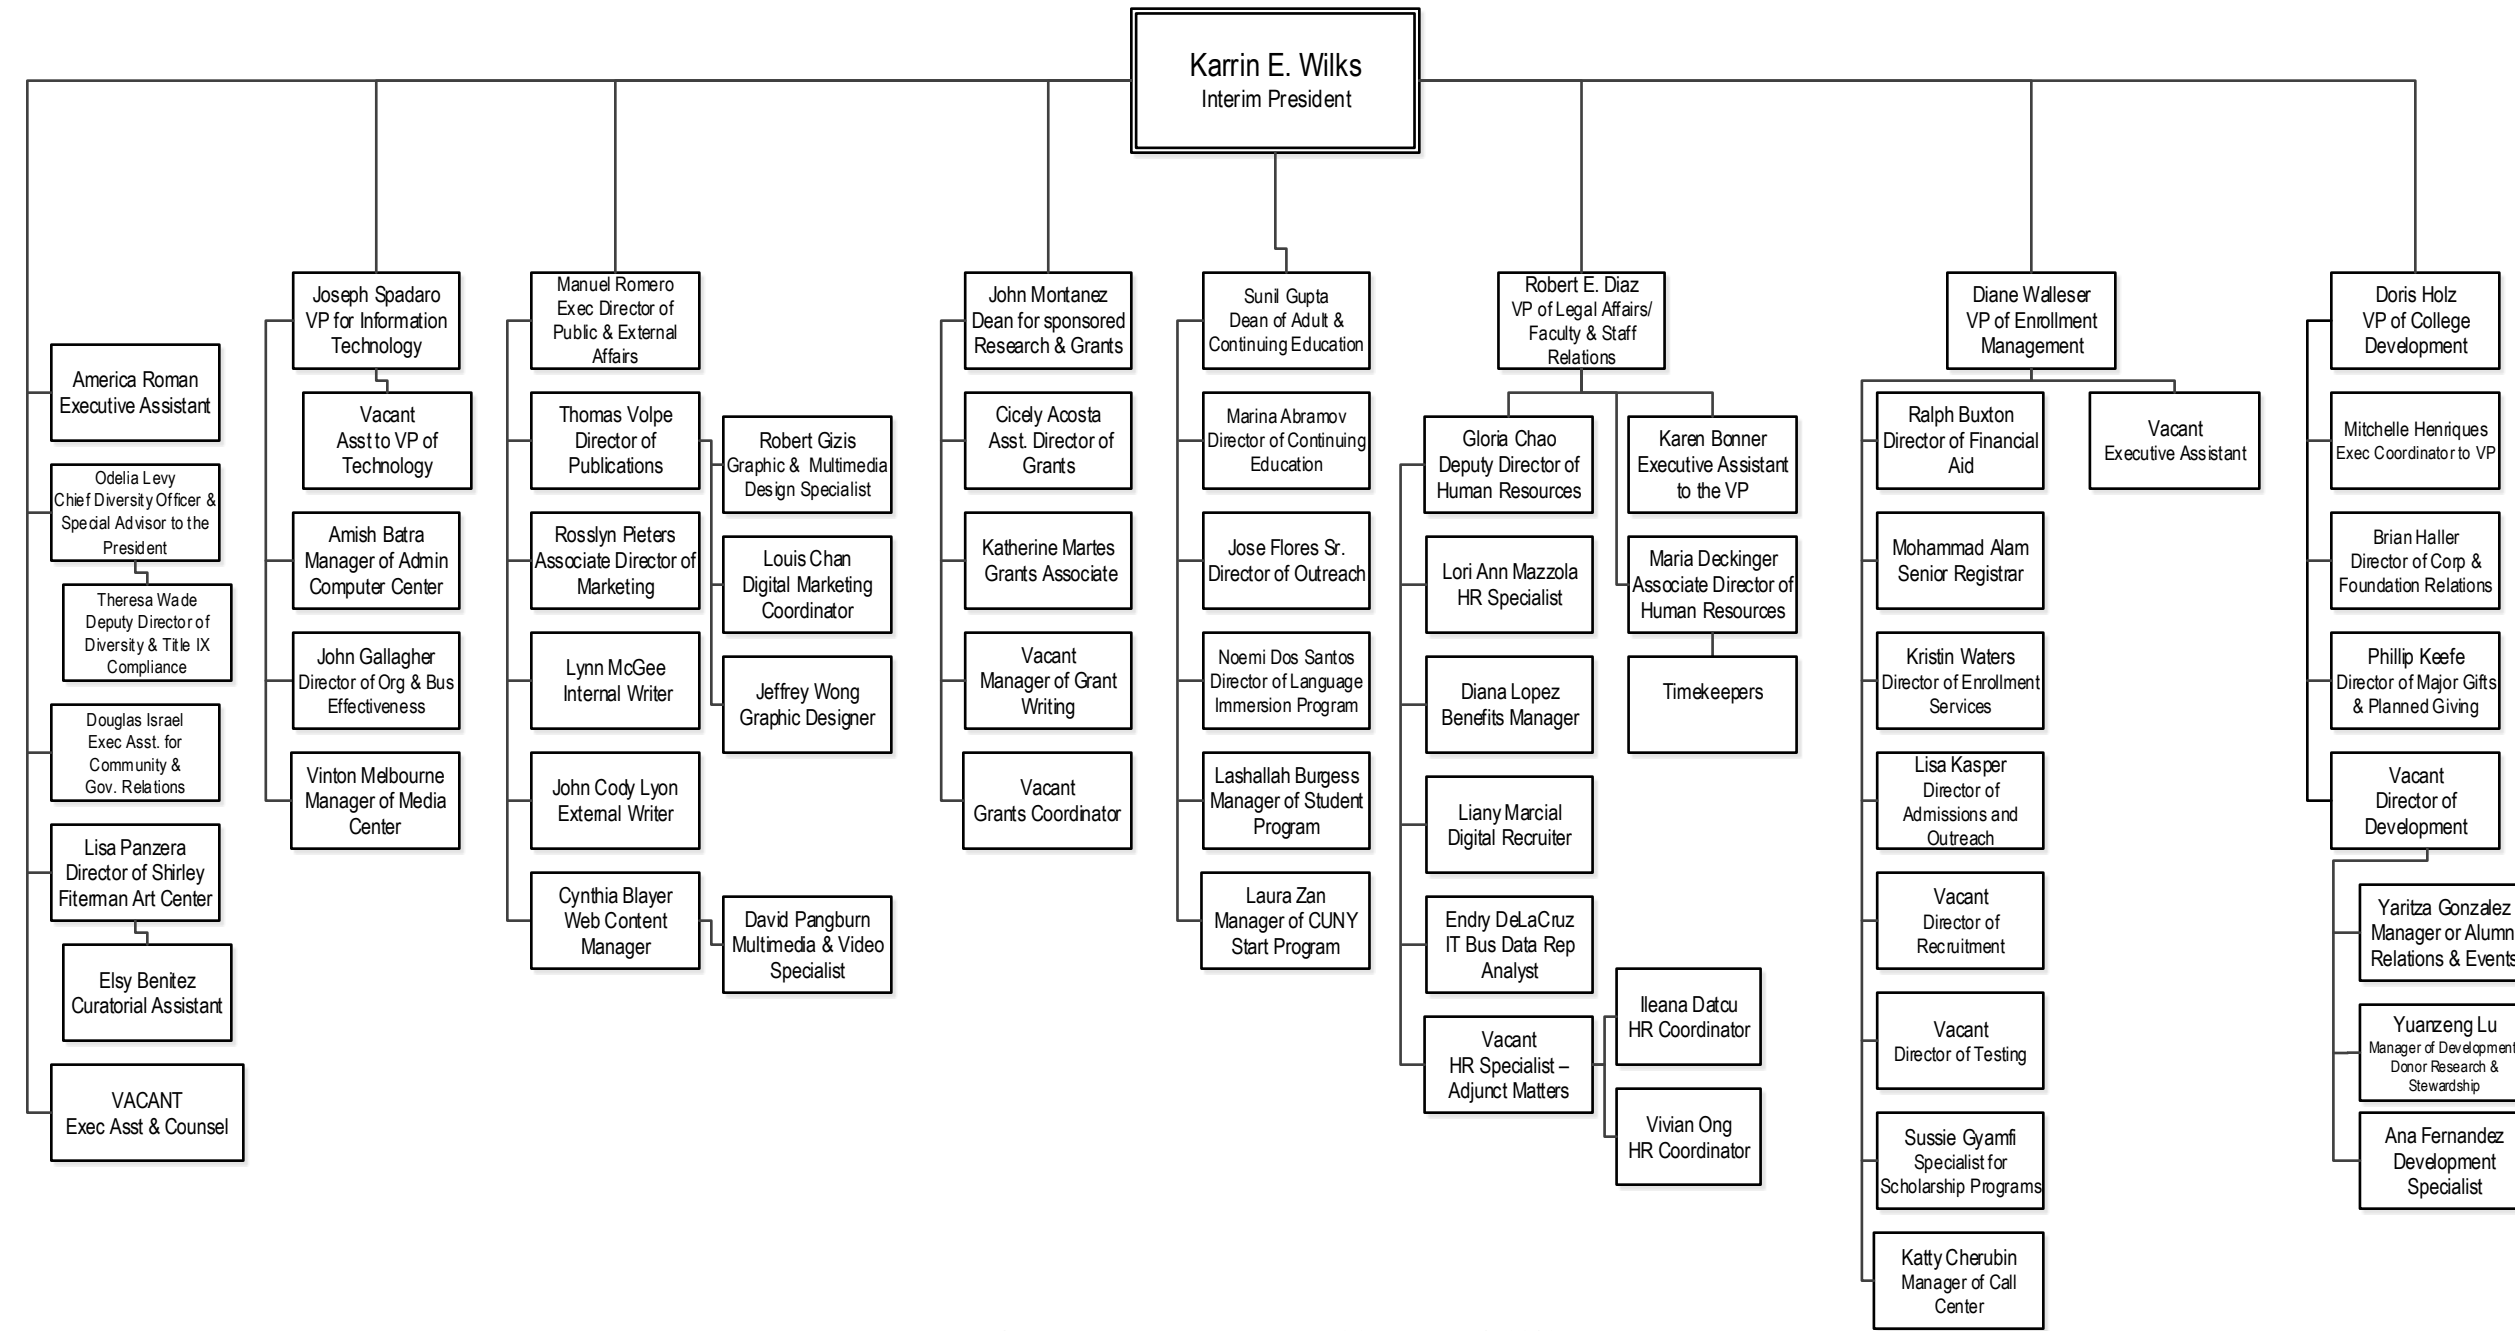 Karrin E. Wilks
Interim President
America Roman
Executive Assistant
Odelia Levy
Chief Diversity Officer &
Special Advisor to the
President
Theresa Wade
Deputy Director of
Diversity & Title IX
Compliance
Douglas Israel
Exec Asst. for
Community &
Gov. Relations
Lisa Panzera
Director of Shirley
Fiterman Art Center
Elsy Benitez
Curatorial Assistant
VACANT
Exec Asst & Counsel
Joseph Spadaro
VP for Information
Technology
Vacant
Asst to VP of
Technology
Amish Batra
Manager of Admin
Computer Center
John Gallagher
Director of Org & Bus
Effectiveness
Vinton Melbourne
Manager of Media
Center
Manuel Romero
Exec Director of
Public & External
Affairs
Thomas Volpe
Director of
Publications
Robert Gizis
Graphic & Multimedia
Design Specialist
Louis Chan
Digital Marketing
Coordinator
Jeffrey Wong
Graphic Designer
Rosslyn Pieters
Associate Director of
Marketing
Lynn McGee
Internal Writer
John Cody Lyon
External Writer
Cynthia Blayer
Web Content
Manager
David Pangburn
Multimedia & Video
Specialist
John Montanez
Dean for sponsored
Research & Grants
Cicely Acosta
Asst. Director of
Grants
Katherine Martes
Grants Associate
Vacant
Manager of Grant
Writing
Vacant
Grants Coordinator
Sunil Gupta
Dean of Adult &
Continuing Education
Marina Abramov
Director of Continuing
Education
Jose Flores Sr.
Director of Outreach
Noemi Dos Santos
Director of Language
Immersion Program
Lashallah Burgess
Manager of Student
Program
Laura Zan
Manager of CUNY
Start Program
Robert E. Diaz
VP of Legal Affairs/
Faculty & Staff
Relations
Gloria Chao
Deputy Director of
Human Resources
Karen Bonner
Executive Assistant
to the VP
Lori Ann Mazzola
HR Specialist
Maria Deckinger
Associate Director of
Human Resources
Diana Lopez
Benefits Manager
Timekeepers
Liany Marcial
Digital Recruiter
Endry DeLaCruz
IT Bus Data Rep
Analyst
Vacant
HR Specialist –
Adjunct Matters
Ileana Datcu
HR Coordinator
Vivian Ong
HR Coordinator
Diane Walleser
VP of Enrollment
Management
Ralph Buxton
Director of Financial
Aid
Vacant
Executive Assistant
Mohammad Alam
Senior Registrar
Kristin Waters
Director of Enrollment
Services
Lisa Kasper
Director of
Admissions and
Outreach
Vacant
Director of
Recruitment
Vacant
Director of Testing
Sussie Gyamfi
Specialist for
Scholarship Programs
Katty Cherubin
Manager of Call
Center
Doris Holz
VP of College
Development
Mitchelle Henriques
Exec Coordinator to VP
Brian Haller
Director of Corp &
Foundation Relations
Phillip Keefe
Director of Major Gifts
& Planned Giving
Vacant
Director of
Development
Yaritza Gonzalez
Manager or Alumn
Relations & Events
Yuanzeng Lu
Manager of Development
Donor Research &
Stewardship
Ana Fernandez
Development
Specialist